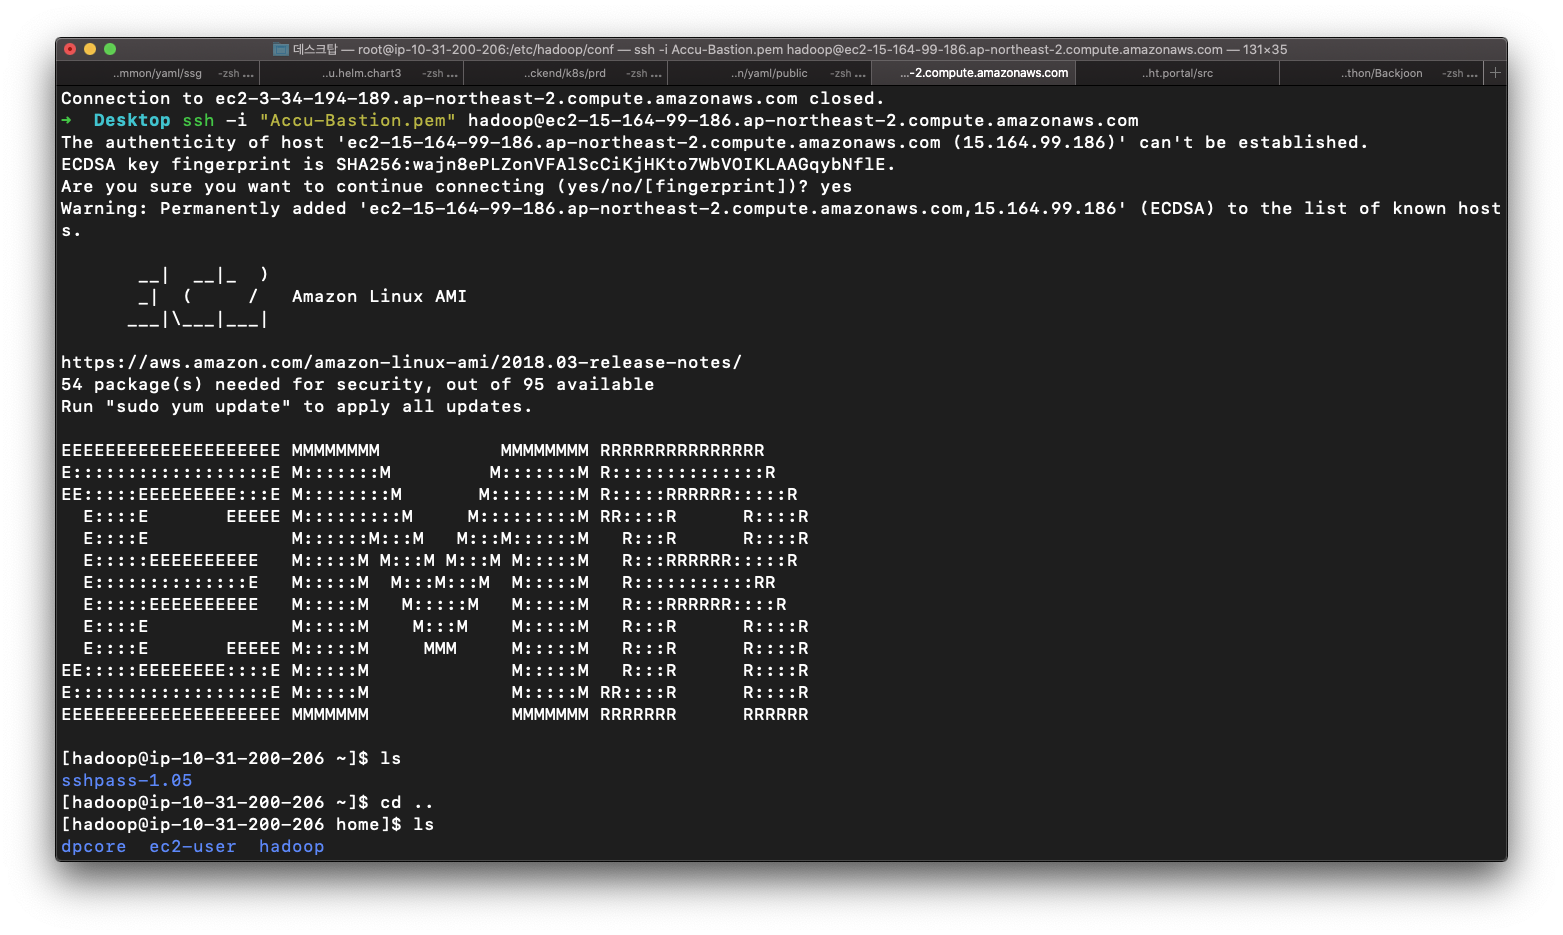 데스크탑 — root@ip-10-31-200-206:/etc/hadoop/conf — ssh -i Accu-Bastion.pem hadoop@ec2-15-164-99-186.ap-northeast-2.compute.amazonaws.com — 131×35
..mmon/yaml/ssg -zsh ... ..u.helm.chart3 -zsh ... ..ckend/k8s/prd -zsh ... ..n/yaml/public -zsh ... ...-2.compute.amazonaws.com ..ht.portal/src ..thon/Backjoon -zsh ... +
Connection to ec2-3-34-194-189.ap-northeast-2.compute.amazonaws.com closed.
➜  Desktop ssh -i "Accu-Bastion.pem" hadoop@ec2-15-164-99-186.ap-northeast-2.compute.amazonaws.com
The authenticity of host 'ec2-15-164-99-186.ap-northeast-2.compute.amazonaws.com (15.164.99.186)' can't be established.
ECDSA key fingerprint is SHA256:wajn8ePLZonVFAlScCiKjHKto7WbVOIKLAAGqybNflE.
Are you sure you want to continue connecting (yes/no/[fingerprint])? yes
Warning: Permanently added 'ec2-15-164-99-186.ap-northeast-2.compute.amazonaws.com,15.164.99.186' (ECDSA) to the list of known host
s.
       __|  __|_  )
       _|  (     /   Amazon Linux AMI
      ___|\___|___|
https://aws.amazon.com/amazon-linux-ami/2018.03-release-notes/
54 package(s) needed for security, out of 95 available
Run "sudo yum update" to apply all updates.
EEEEEEEEEEEEEEEEEEEE MMMMMMMM           MMMMMMMM RRRRRRRRRRRRRRR
E::::::::::::::::::E M:::::::M         M:::::::M R::::::::::::::R
EE:::::EEEEEEEEE:::E M::::::::M       M::::::::M R:::::RRRRRR:::::R
  E::::E       EEEEE M:::::::::M     M:::::::::M RR::::R      R::::R
  E::::E             M::::::M:::M   M:::M::::::M   R:::R      R::::R
  E:::::EEEEEEEEEE   M:::::M M:::M M:::M M:::::M   R:::RRRRRR:::::R
  E::::::::::::::E   M:::::M  M:::M:::M  M:::::M   R:::::::::::RR
  E:::::EEEEEEEEEE   M:::::M   M:::::M   M:::::M   R:::RRRRRR::::R
  E::::E             M:::::M    M:::M    M:::::M   R:::R      R::::R
  E::::E       EEEEE M:::::M     MMM     M:::::M   R:::R      R::::R
EE:::::EEEEEEEE::::E M:::::M             M:::::M   R:::R      R::::R
E::::::::::::::::::E M:::::M             M:::::M RR::::R      R::::R
EEEEEEEEEEEEEEEEEEEE MMMMMMM             MMMMMMM RRRRRRR      RRRRRR
[hadoop@ip-10-31-200-206 ~]$ ls
sshpass-1.05
[hadoop@ip-10-31-200-206 ~]$ cd ..
[hadoop@ip-10-31-200-206 home]$ ls
dpcore  ec2-user  hadoop